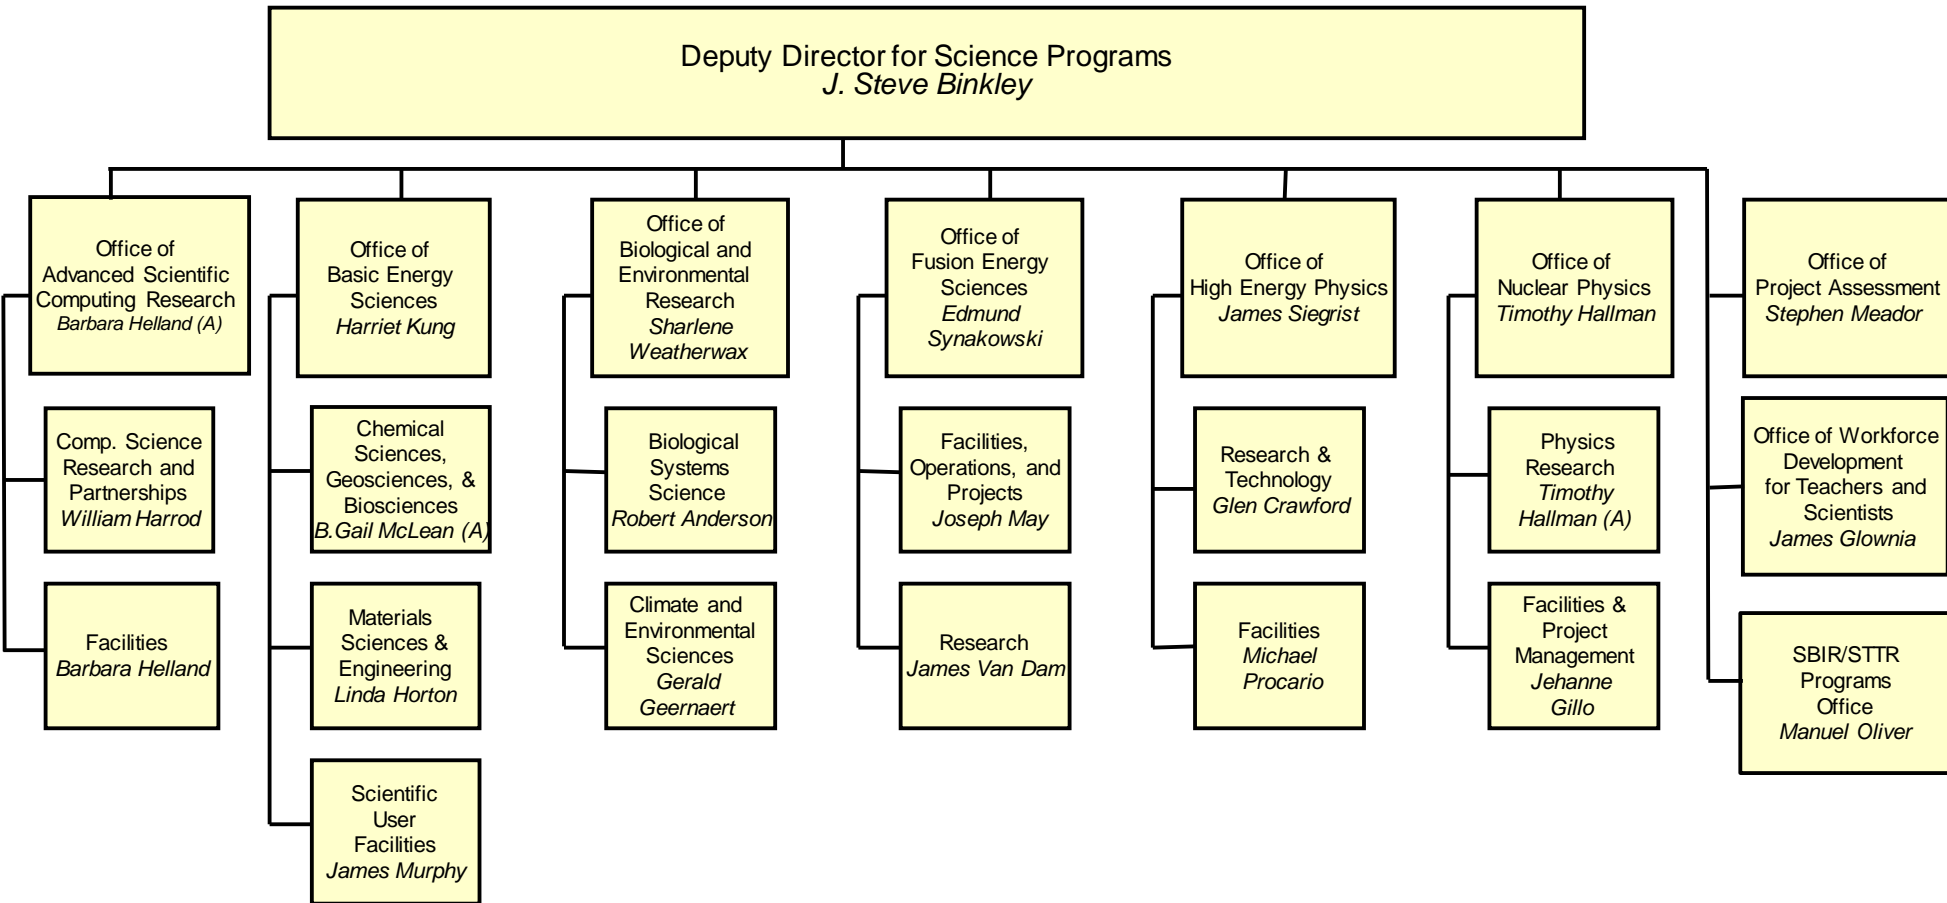 Deputy Director for Science Programs
J. Steve Binkley
Office of
Advanced Scientific
Computing Research
Barbara Helland (A)
Office of
Basic Energy
Sciences
Harriet Kung
Office of
Biological and
Environmental
Research
Sharlene
Weatherwax
Office of
Fusion Energy
Sciences
Edmund
Synakowski
Office of
High Energy Physics
James Siegrist
Office of
Nuclear Physics
Timothy Hallman
Office of
Project Assessment
Stephen Meador
Comp. Science
Research and
Partnerships
William Harrod
Chemical
Sciences,
Geosciences, &
Biosciences
B.Gail McLean (A)
Biological
Systems
Science
Robert Anderson
Facilities,
Operations, and
Projects
Joseph May
Research &
Technology
Glen Crawford
Physics
Research
Timothy
Hallman (A)
Office of Workforce
Development
for Teachers and
Scientists
James Glownia
Facilities
Barbara Helland
Materials
Sciences &
Engineering
Linda Horton
Climate and
Environmental
Sciences
Gerald
Geernaert
Research
James Van Dam
Facilities
Michael
Procario
Facilities &
Project
Management
Jehanne
Gillo
SBIR/STTR
Programs
Office
Manuel Oliver
Scientific
User
Facilities
James Murphy